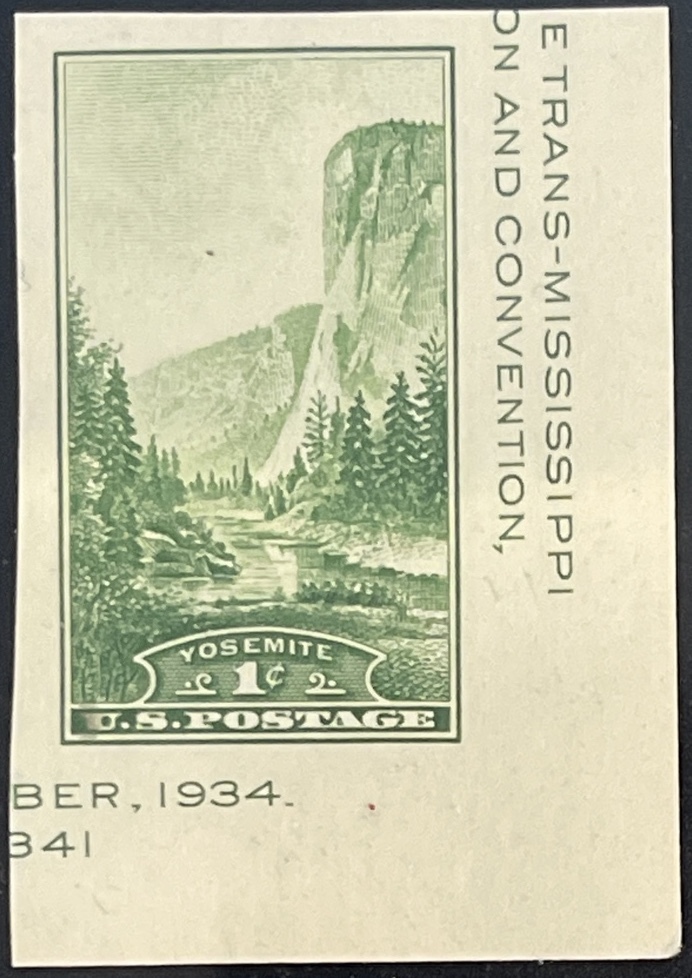 E TRANS-MISSISSIPPI
ON AND CONVENTION,
YOSEMITE
1¢
U.S. POSTAGE
BER, 1934.
341